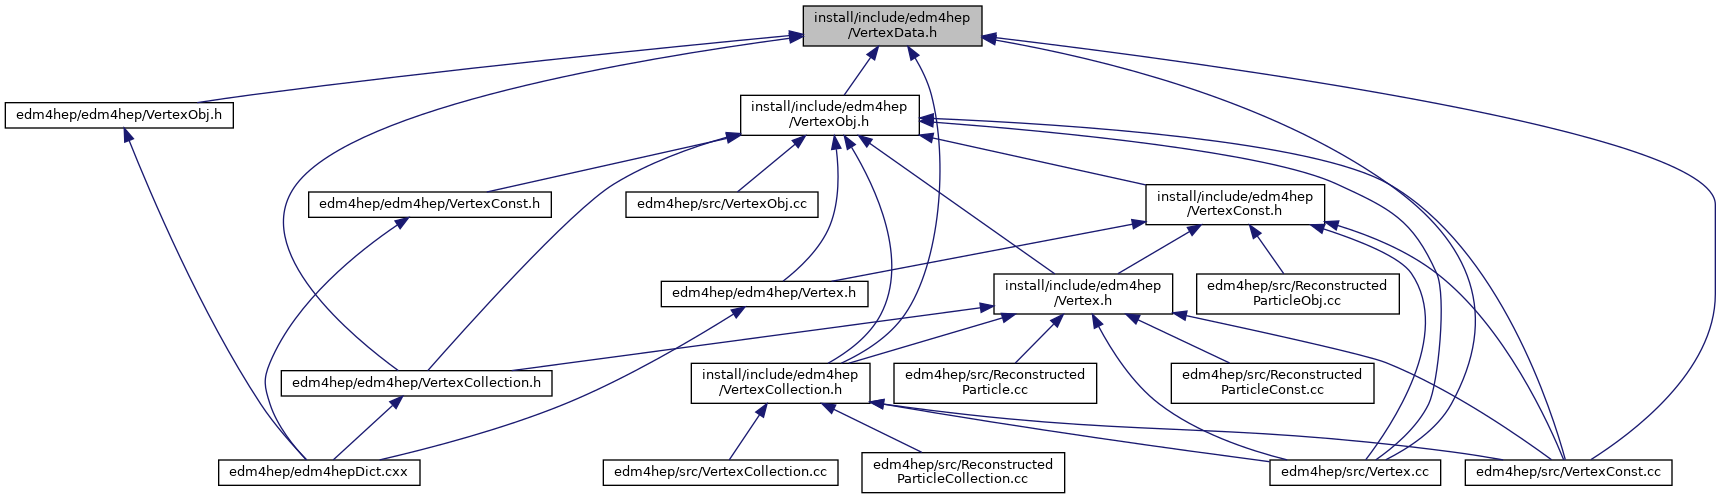 install/include/edm4hep
/VertexData.h
edm4hep/edm4hep/VertexObj.h
install/include/edm4hep
/VertexObj.h
edm4hep/edm4hep/VertexConst.h
edm4hep/src/VertexObj.cc
install/include/edm4hep
/VertexConst.h
edm4hep/edm4hep/Vertex.h
install/include/edm4hep
/Vertex.h
edm4hep/src/Reconstructed
ParticleObj.cc
edm4hep/edm4hep/VertexCollection.h
install/include/edm4hep
/VertexCollection.h
edm4hep/src/Reconstructed
Particle.cc
edm4hep/src/Reconstructed
ParticleConst.cc
edm4hep/edm4hepDict.cxx
edm4hep/src/VertexCollection.cc
edm4hep/src/Reconstructed
ParticleCollection.cc
edm4hep/src/Vertex.cc
edm4hep/src/VertexConst.cc